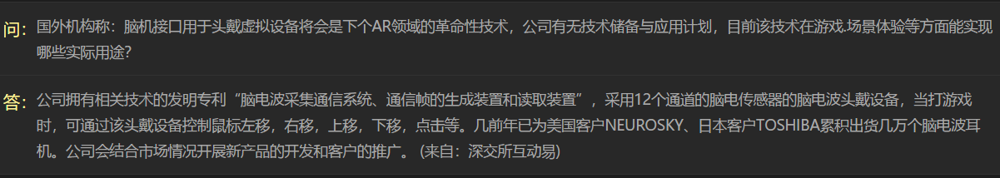 问：国外机构称：脑机接口用于头戴虚拟设备将会是下个AR领域的革命性技术，公司有无技术储备与应用计划，目前该技术在游戏.场景体验等方面能实现
哪些实际用途？
答：公司拥有相关技术的发明专利“脑电波采集通信系统、通信帧的生成装置和读取装置”，采用12个通道的脑电传感器的脑电波头戴设备，当打游戏
时，可通过该头戴设备控制鼠标左移，右移，上移，下移，点击等。几前年已为美国客户NEUROSKY、日本客户TOSHIBA累积出货几万个脑电波耳
机。公司会结合市场情况开展新产品的开发和客户的推广。 (来自：深交所互动易)